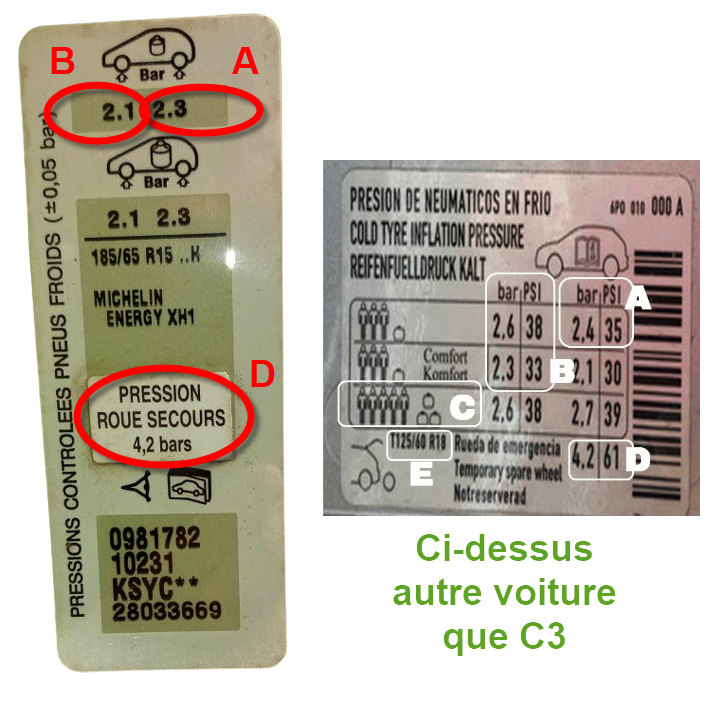 B
A
Bar
2.1 2.3
Bar
2.1 2.3
185/65 R15 ..H
MICHELIN
ENERGY XH1
D
PRESSION
ROUE SECOURS
4,2 bars
0981782
10231
KSYC**
28033669
PRESSIONS CONTROLEES PNEUS FROIDS (±0,05 bar)
PRESION DE NEUMATICOS EN FRIO
6P0 010 000 A
COLD TYRE INFLATION PRESSURE
REIFENFUELLDRUCK KALT
bar PSI bar PSI
A
2,6 38 2,4 35
Comfort
Komfort
2,3 33 B 2,1 30
C
2,6 38 2,7 39
T125/60 R18
E
Rueda de emergencia
Temporary spare wheel
Notreserverad
4,2 61 D
Ci-dessus
autre voiture
que C3